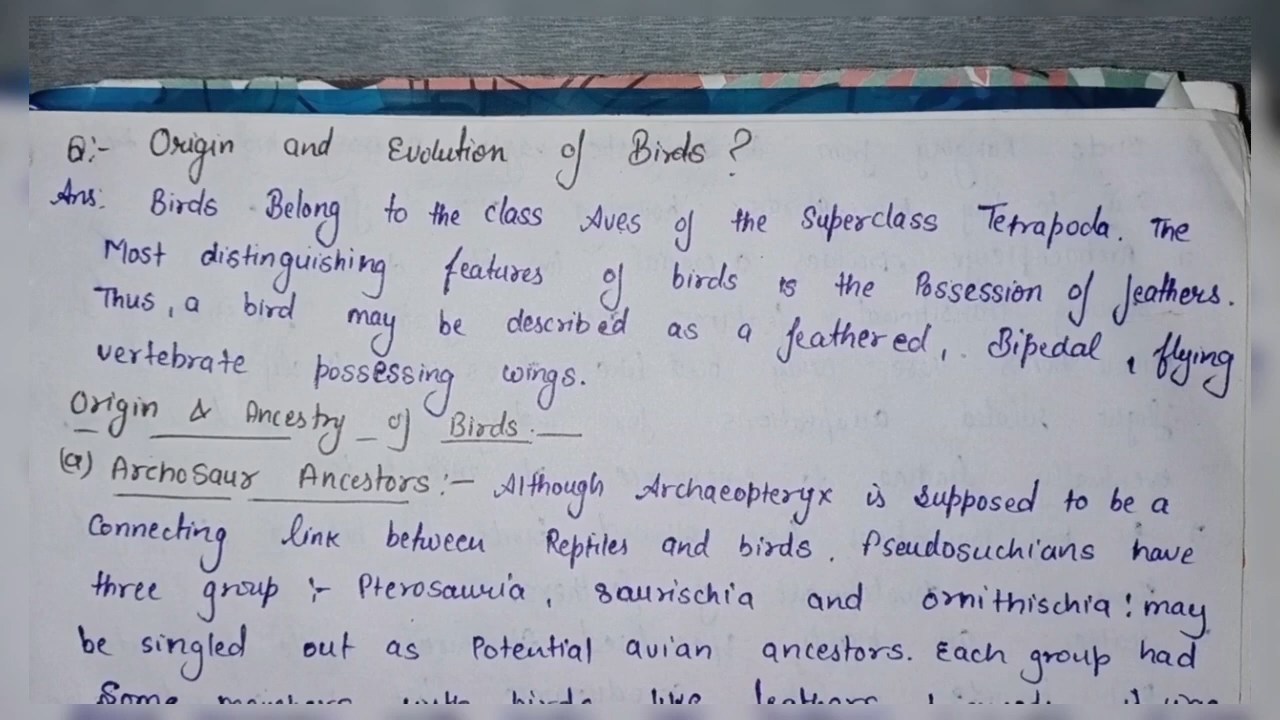 Q:- Origin and Evolution of Birds?
Ans: Birds Belong to the class Aves of the Superclass Tetrapoda. The
Most distinguishing features of birds is the Possession of feathers.
Thus, a bird may be described as a feathered, Bipedal, flying
vertebrate possessing wings.
Origin & Ancestry of Birds.
(a) Archosaur Ancestors:- Although Archaeopteryx is supposed to be a
Connecting link between Reptiles and birds. Pseudosuchians have
three group :- Pterosauria, saurischia and ornithischia: may
be singled out as Potential avian ancestors. Each group had
Some birds like